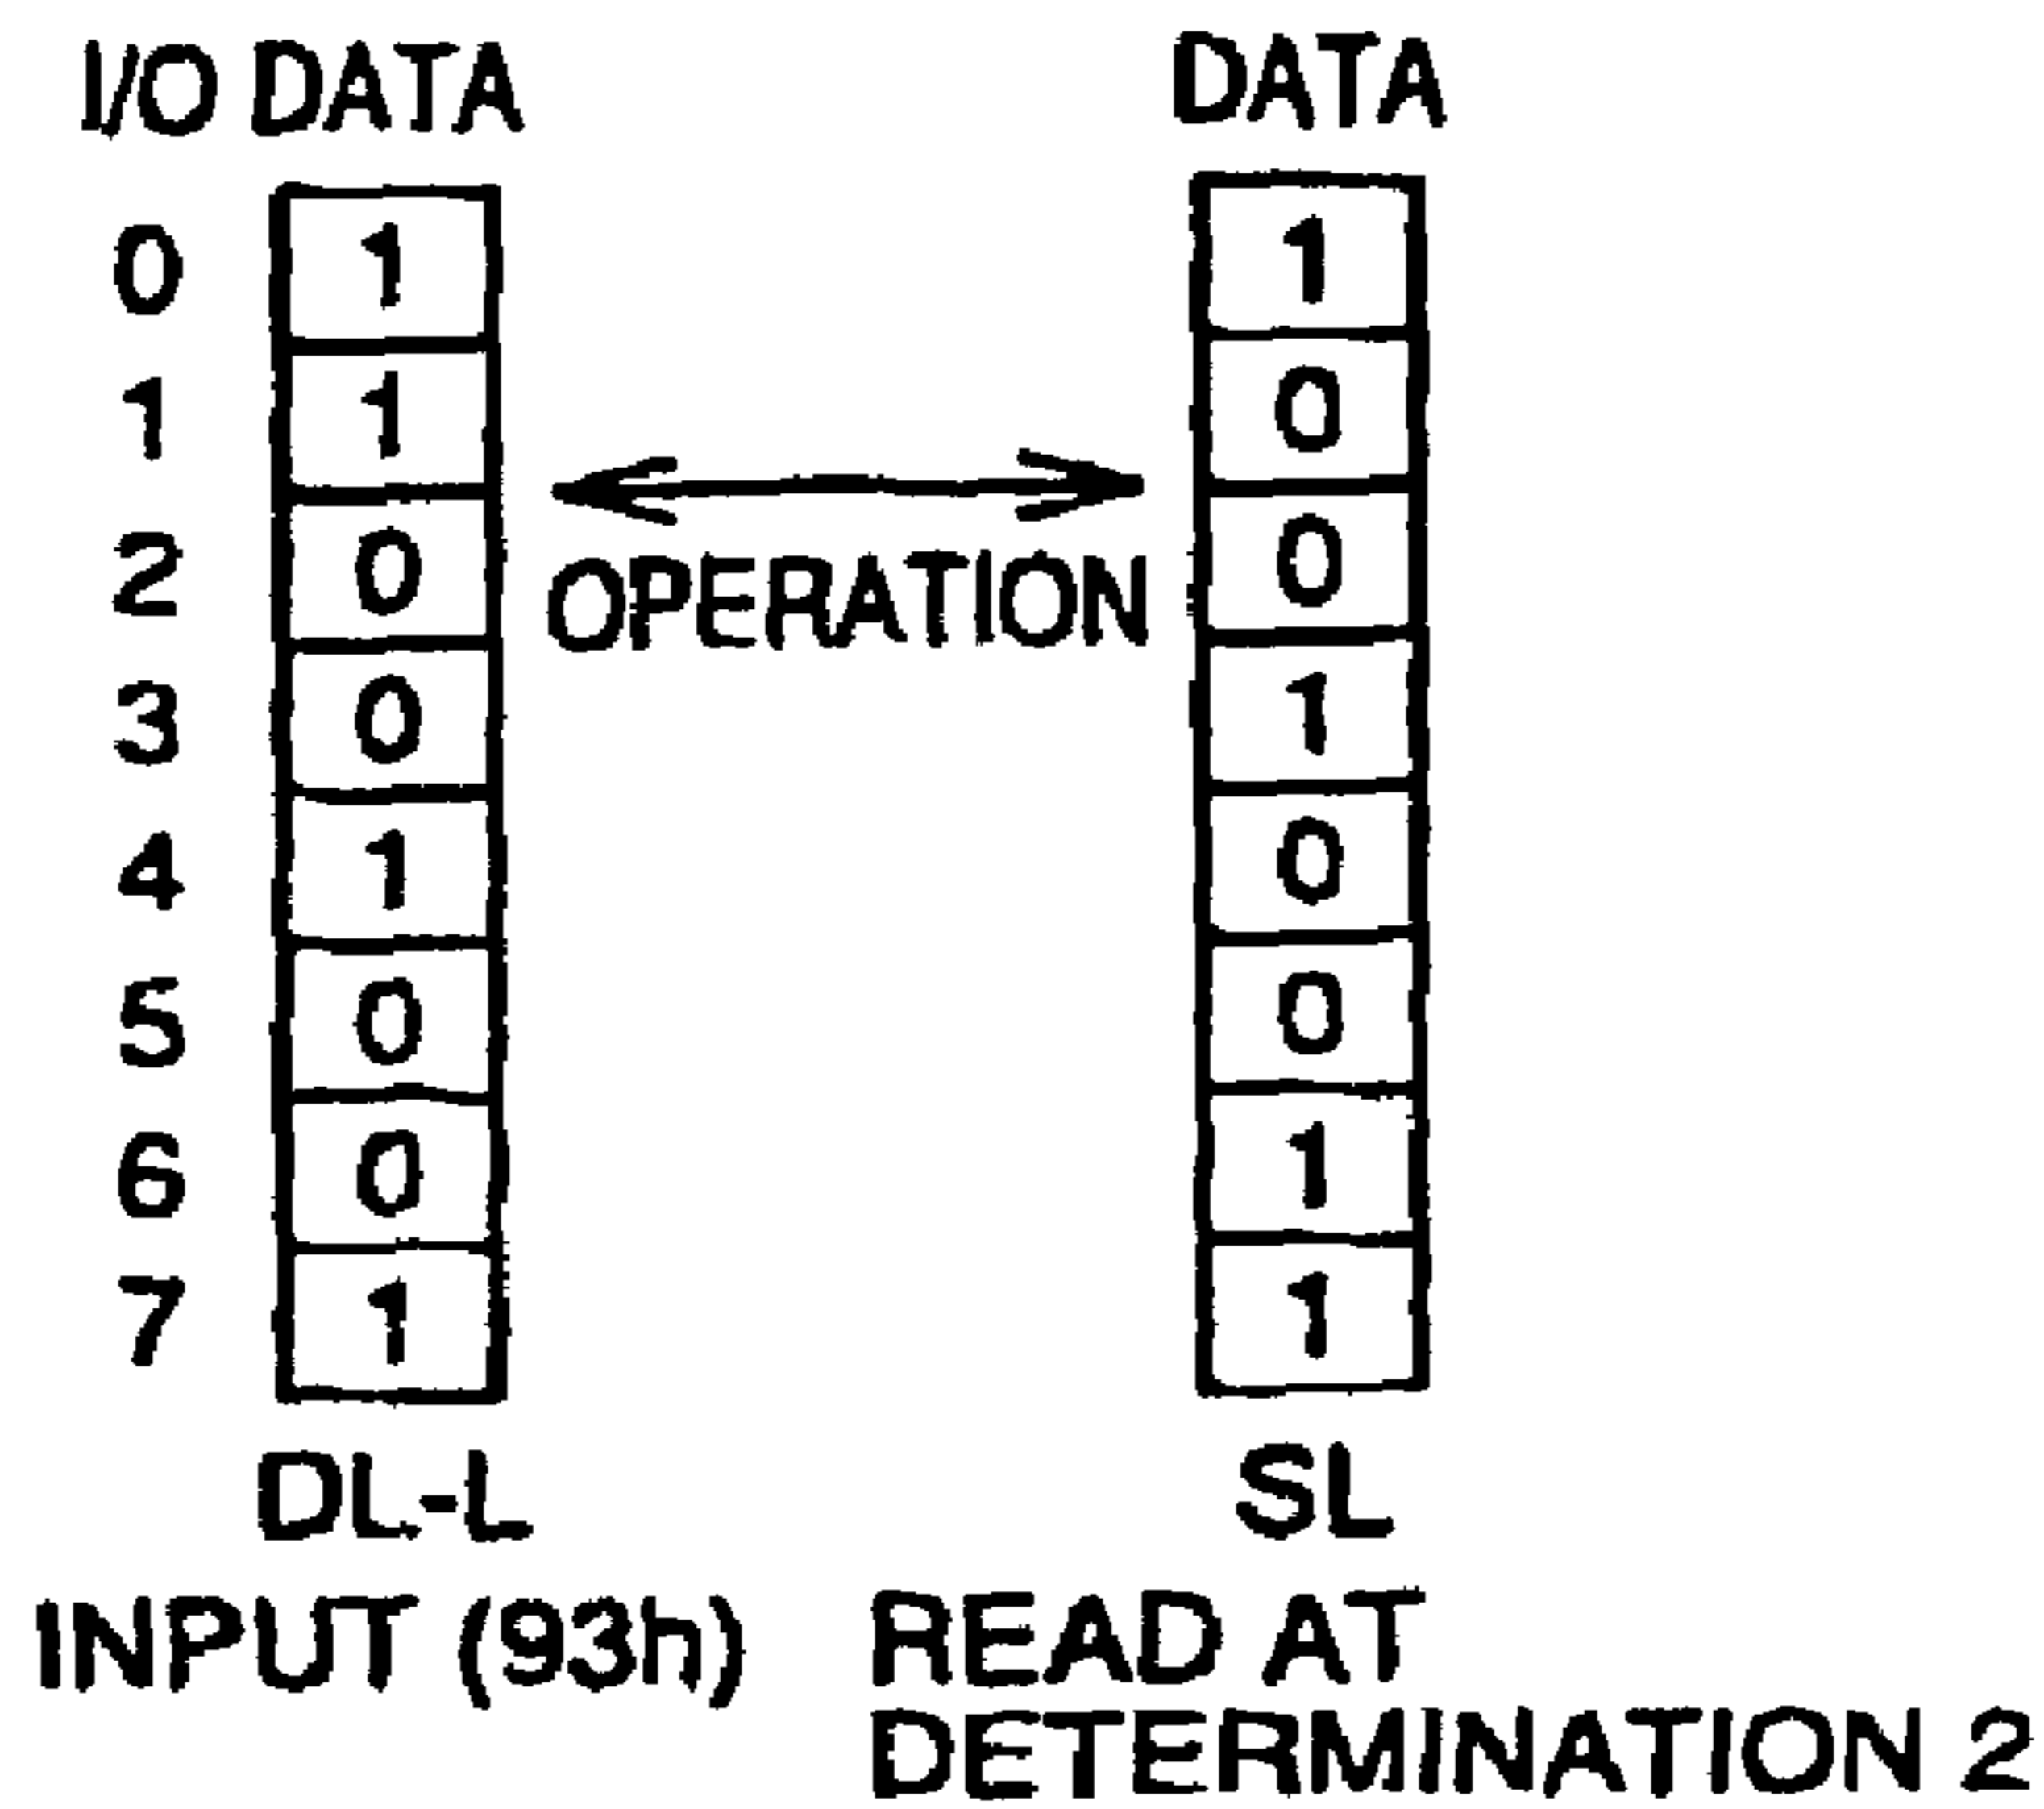 I/O DATA DATA
0 1 1
1 1 0
2 0 0
OPERATION
3 0 1
4 1 0
5 0 0
6 0 1
7 1 1
DL-L SL
INPUT (93h) READ AT
DETERMINATION 2